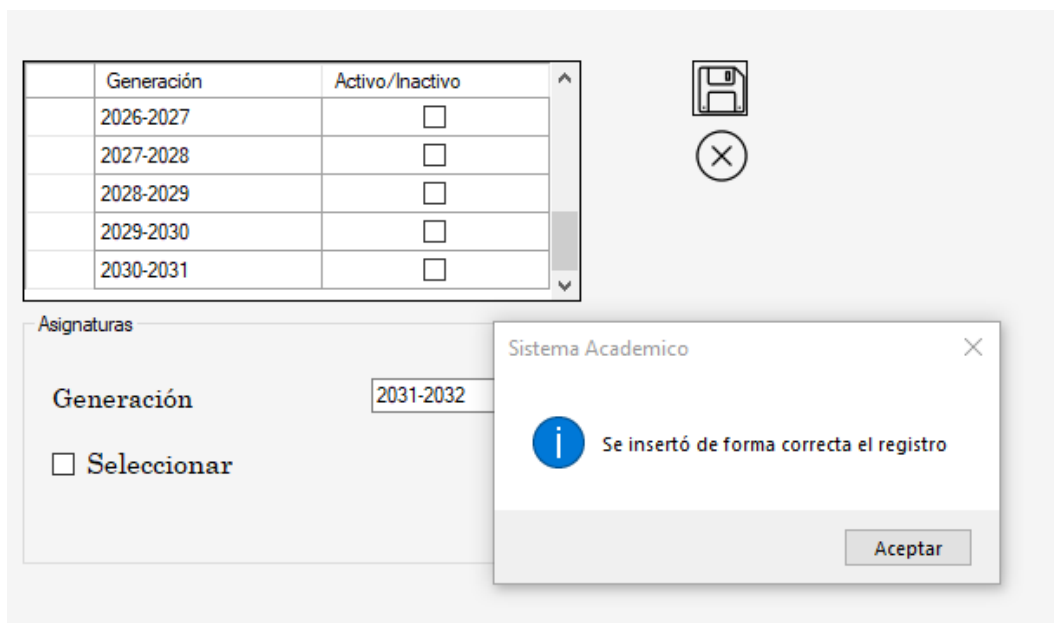 Generación Activo/Inactivo
2026-2027
2027-2028
2028-2029
2029-2030
2030-2031
Asignaturas
Generación 2031-2032
Seleccionar
Sistema Academico
Se insertó de forma correcta el registro
Aceptar